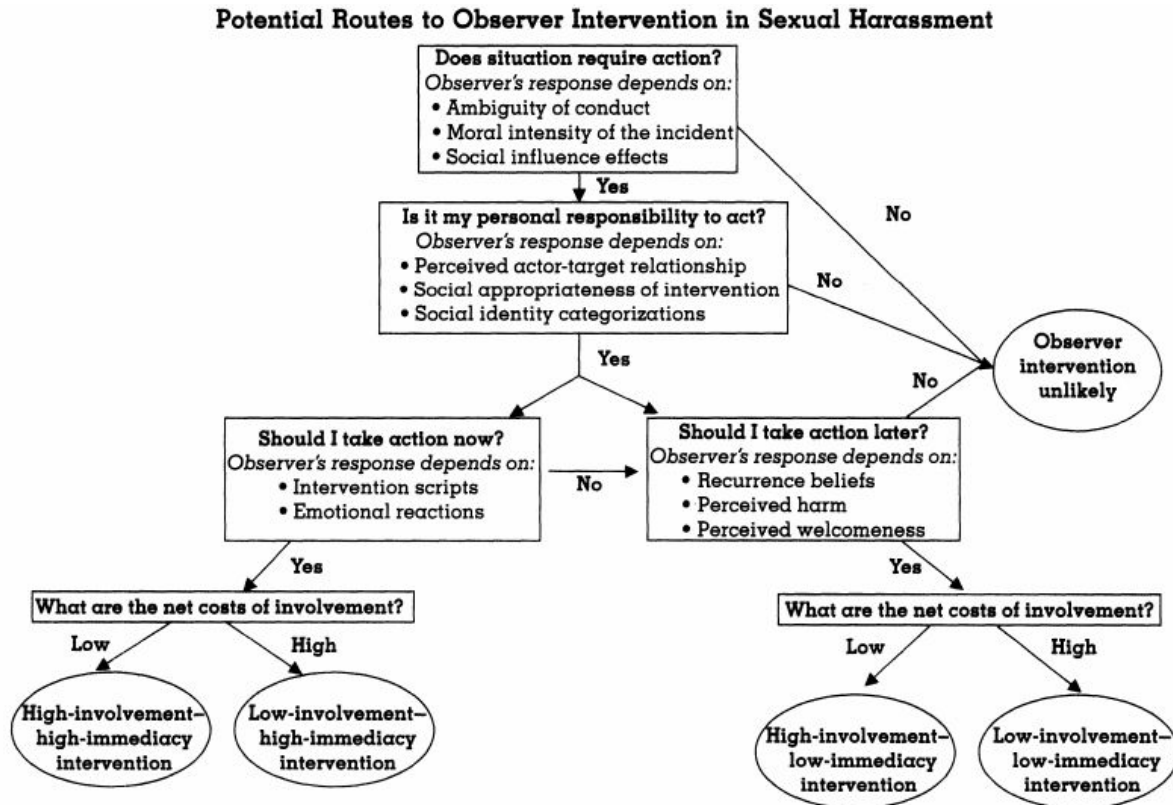 Potential Routes to Observer Intervention in Sexual Harassment
Does situation require action?
Observer's response depends on:
• Ambiguity of conduct
• Moral intensity of the incident
• Social influence effects
Yes
No
Is it my personal responsibility to act?
Observer's response depends on:
• Perceived actor-target relationship
• Social appropriateness of intervention
• Social identity categorizations
No
Yes
No
Observer
intervention
unlikely
Should I take action now?
Observer's response depends on:
• Intervention scripts
• Emotional reactions
No
Should I take action later?
Observer's response depends on:
• Recurrence beliefs
• Perceived harm
• Perceived welcomeness
Yes
Yes
What are the net costs of involvement?
Low
High
High-involvement–
high-immediacy
intervention
Low-involvement–
high-immediacy
intervention
What are the net costs of involvement?
Low
High
High-involvement–
low-immediacy
intervention
Low-involvement–
low-immediacy
intervention